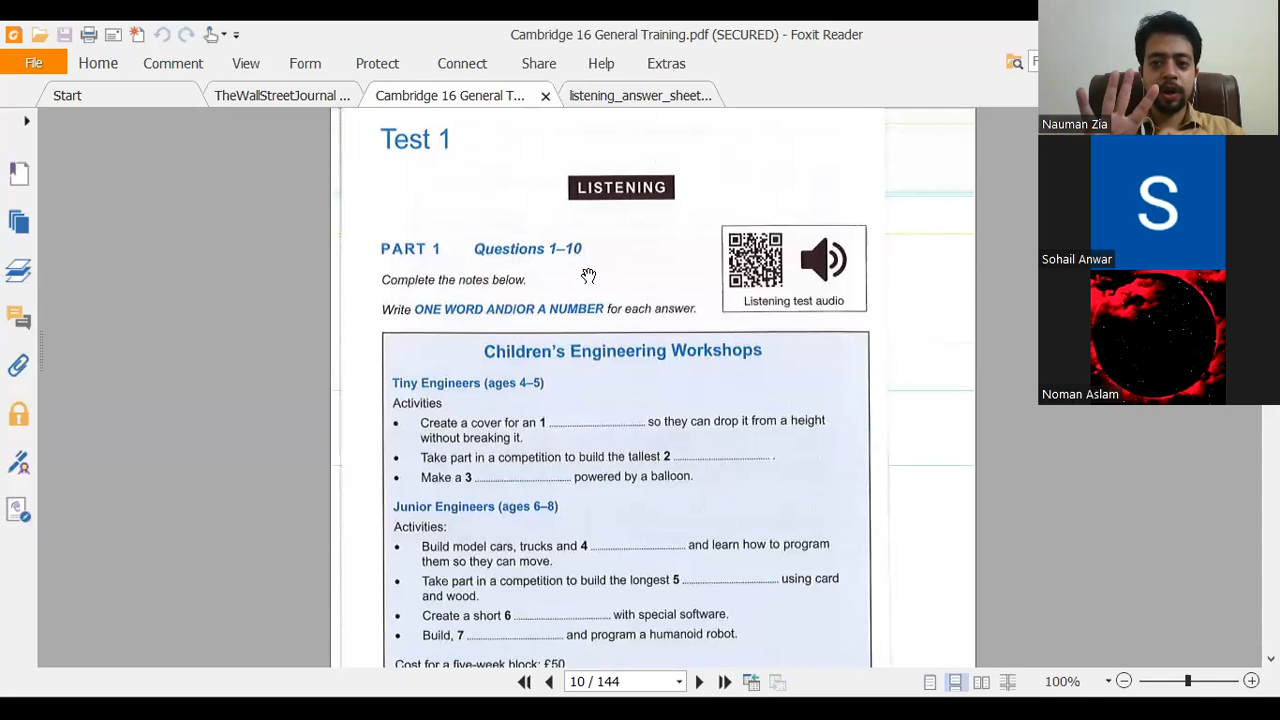 Cambridge 16 General Training.pdf (SECURED) - Foxit Reader
File Home Comment View Form Protect Connect Share Help Extras
Start TheWallStreetJournal ... Cambridge 16 General T... listening_answer_sheet...
Test 1
LISTENING
PART 1 Questions 1–10
Complete the notes below.
Write ONE WORD AND/OR A NUMBER for each answer.
Listening test audio
Children's Engineering Workshops
Tiny Engineers (ages 4–5)
Activities
• Create a cover for an 1 ........................ so they can drop it from a height
without breaking it.
• Take part in a competition to build the tallest 2 ........................ .
• Make a 3 ........................ powered by a balloon.
Junior Engineers (ages 6–8)
Activities:
• Build model cars, trucks and 4 ........................ and learn how to program
them so they can move.
• Take part in a competition to build the longest 5 ........................ using card
and wood.
• Create a short 6 ........................ with special software.
• Build, 7 ........................ and program a humanoid robot.
Cost for a five-week block: £50
10 / 144
100%
Nauman Zia
S
Sohail Anwar
Noman Aslam